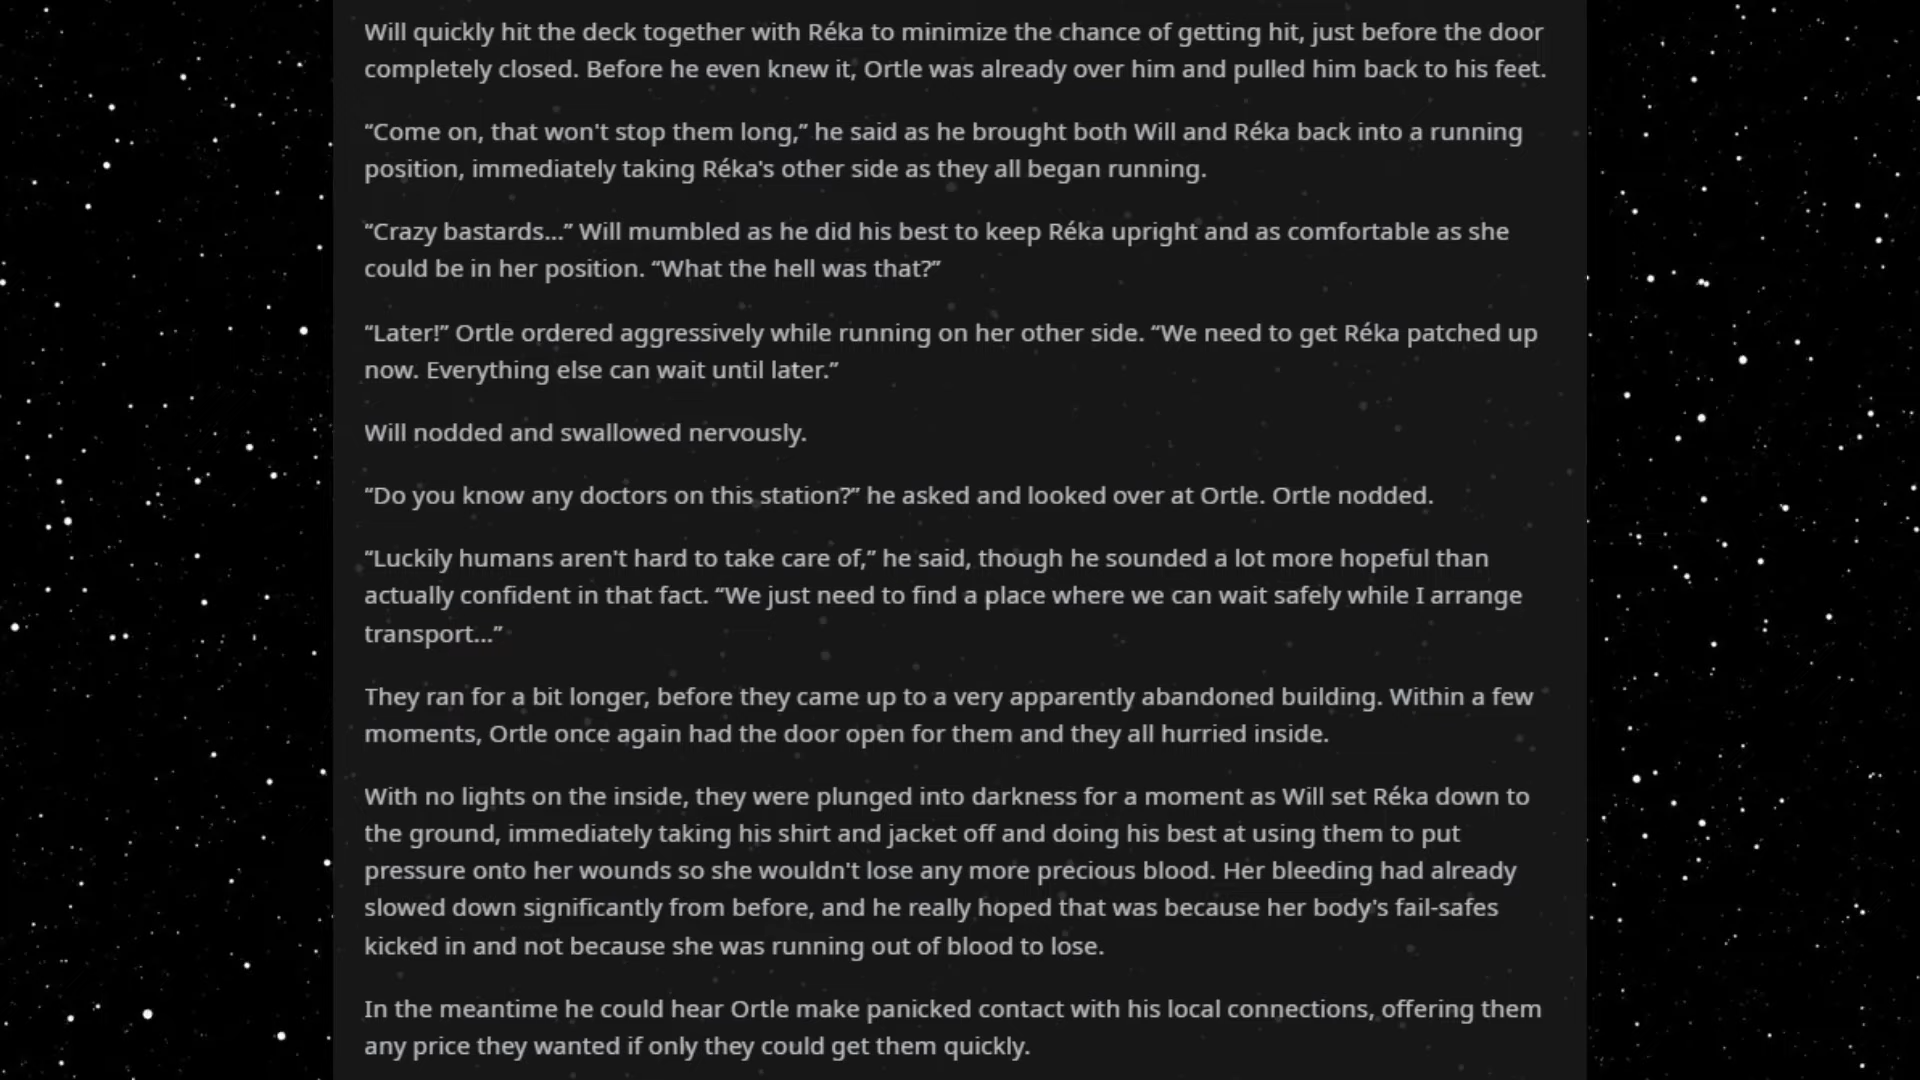 Will quickly hit the deck together with Réka to minimize the chance of getting hit, just before the door
completely closed. Before he even knew it, Ortle was already over him and pulled him back to his feet.
“Come on, that won't stop them long,” he said as he brought both Will and Réka back into a running
position, immediately taking Réka's other side as they all began running.
“Crazy bastards…” Will mumbled as he did his best to keep Réka upright and as comfortable as she
could be in her position. “What the hell was that?”
“Later!” Ortle ordered aggressively while running on her other side. “We need to get Réka patched up
now. Everything else can wait until later.”
Will nodded and swallowed nervously.
“Do you know any doctors on this station?” he asked and looked over at Ortle. Ortle nodded.
“Luckily humans aren't hard to take care of,” he said, though he sounded a lot more hopeful than
actually confident in that fact. “We just need to find a place where we can wait safely while I arrange
transport…”
They ran for a bit longer, before they came up to a very apparently abandoned building. Within a few
moments, Ortle once again had the door open for them and they all hurried inside.
With no lights on the inside, they were plunged into darkness for a moment as Will set Réka down to
the ground, immediately taking his shirt and jacket off and doing his best at using them to put
pressure onto her wounds so she wouldn't lose any more precious blood. Her bleeding had already
slowed down significantly from before, and he really hoped that was because her body's fail-safes
kicked in and not because she was running out of blood to lose.
In the meantime he could hear Ortle make panicked contact with his local connections, offering them
any price they wanted if only they could get them quickly.